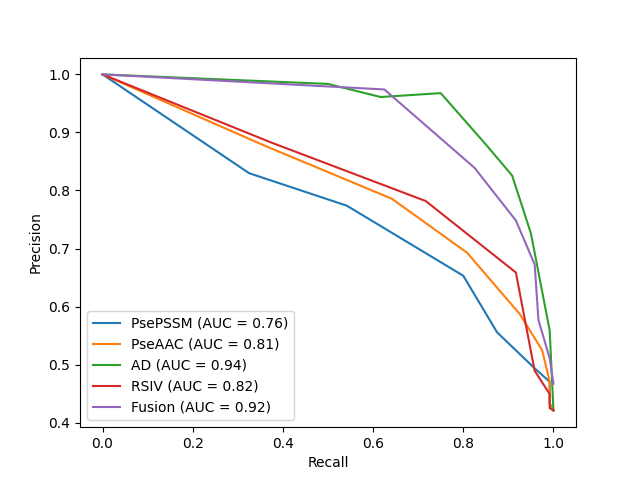 1.0
0.9
0.8
0.7
0.6
0.5
0.4
Precision
PsePSSM (AUC = 0.76)
PseAAC (AUC = 0.81)
AD (AUC = 0.94)
RSIV (AUC = 0.82)
Fusion (AUC = 0.92)
0.0 0.2 0.4 0.6 0.8 1.0
Recall